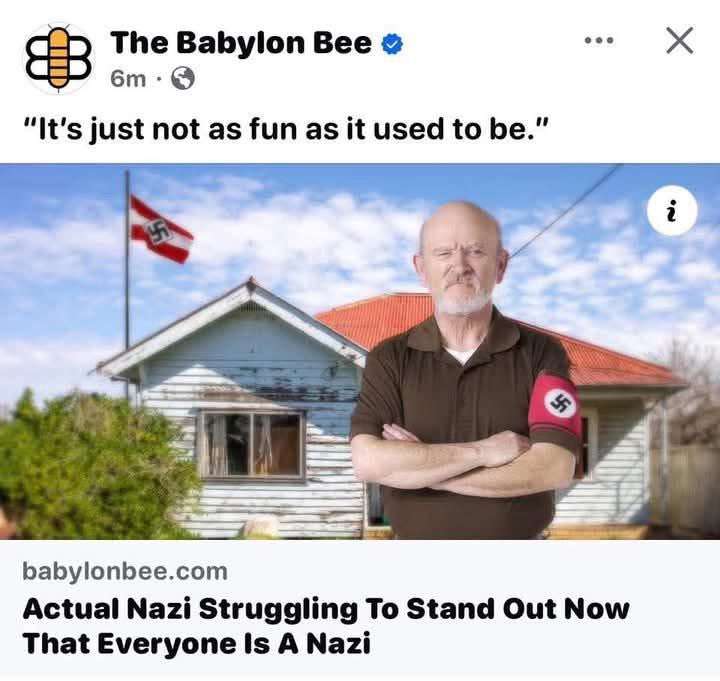 The Babylon Bee
6m
"It's just not as fun as it used to be."
babylonbee.com
Actual Nazi Struggling To Stand Out Now
That Everyone Is A Nazi